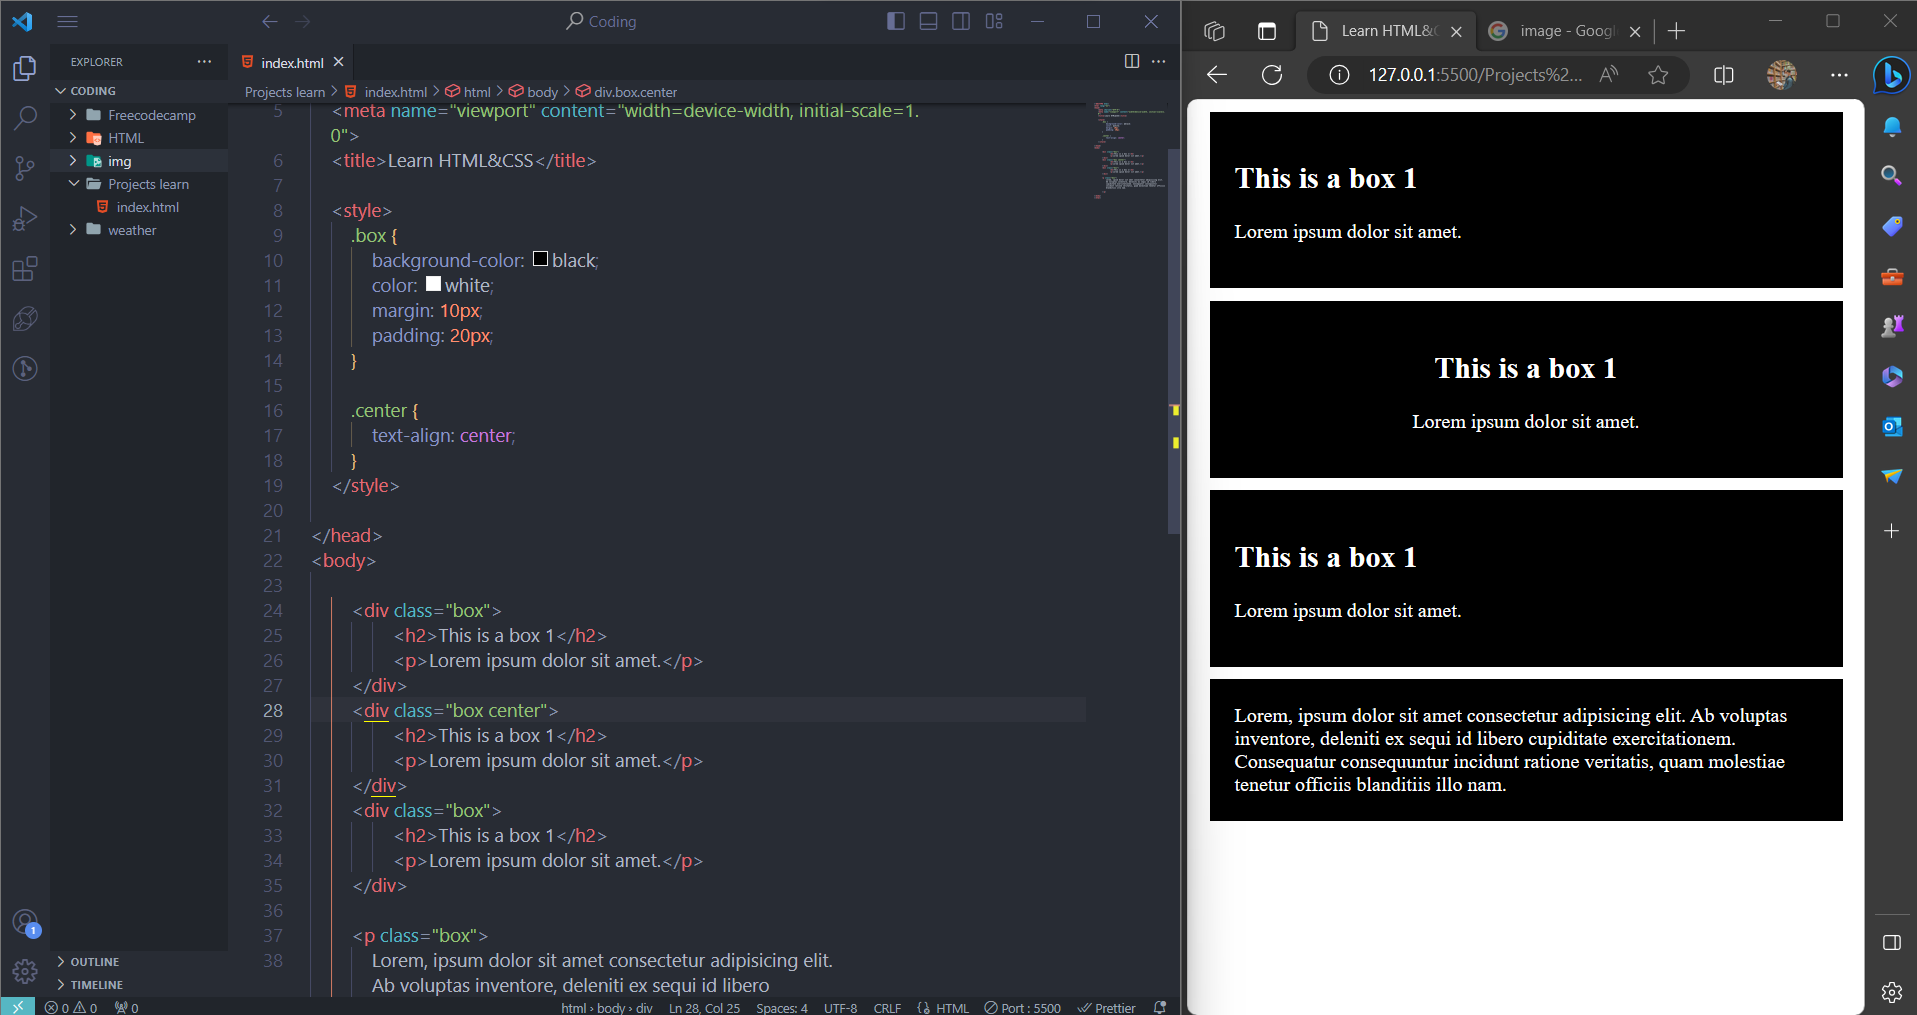 Coding
EXPLORER
index.html
CODING
Freecodecamp
HTML
img
Projects learn
index.html
weather
OUTLINE
TIMELINE
Projects learn > index.html > html > body > div.box.center
5 <meta name="viewport" content="width=device-width, initial-scale=1.
0">
6 <title>Learn HTML&CSS</title>
7
8 <style>
9 .box {
10 background-color: black;
11 color: white;
12 margin: 10px;
13 padding: 20px;
14 }
15
16 .center {
17 text-align: center;
18 }
19 </style>
20
21 </head>
22 <body>
23
24 <div class="box">
25 <h2>This is a box 1</h2>
26 <p>Lorem ipsum dolor sit amet.</p>
27 </div>
28 <div class="box center">
29 <h2>This is a box 1</h2>
30 <p>Lorem ipsum dolor sit amet.</p>
31 </div>
32 <div class="box">
33 <h2>This is a box 1</h2>
34 <p>Lorem ipsum dolor sit amet.</p>
35 </div>
36
37 <p class="box">
38 Lorem, ipsum dolor sit amet consectetur adipisicing elit.
Ab voluptas inventore, deleniti ex sequi id libero
1
0 0 0 html › body › div Ln 28, Col 25 Spaces: 4 UTF-8 CRLF {} HTML Port : 5500 Prettier
Learn HTML&C image - Googl
127.0.0.1:5500/Projects%2...
This is a box 1
Lorem ipsum dolor sit amet.
This is a box 1
Lorem ipsum dolor sit amet.
This is a box 1
Lorem ipsum dolor sit amet.
Lorem, ipsum dolor sit amet consectetur adipisicing elit. Ab voluptas
inventore, deleniti ex sequi id libero cupiditate exercitationem.
Consequatur consequuntur incidunt ratione veritatis, quam molestiae
tenetur officiis blanditiis illo nam.